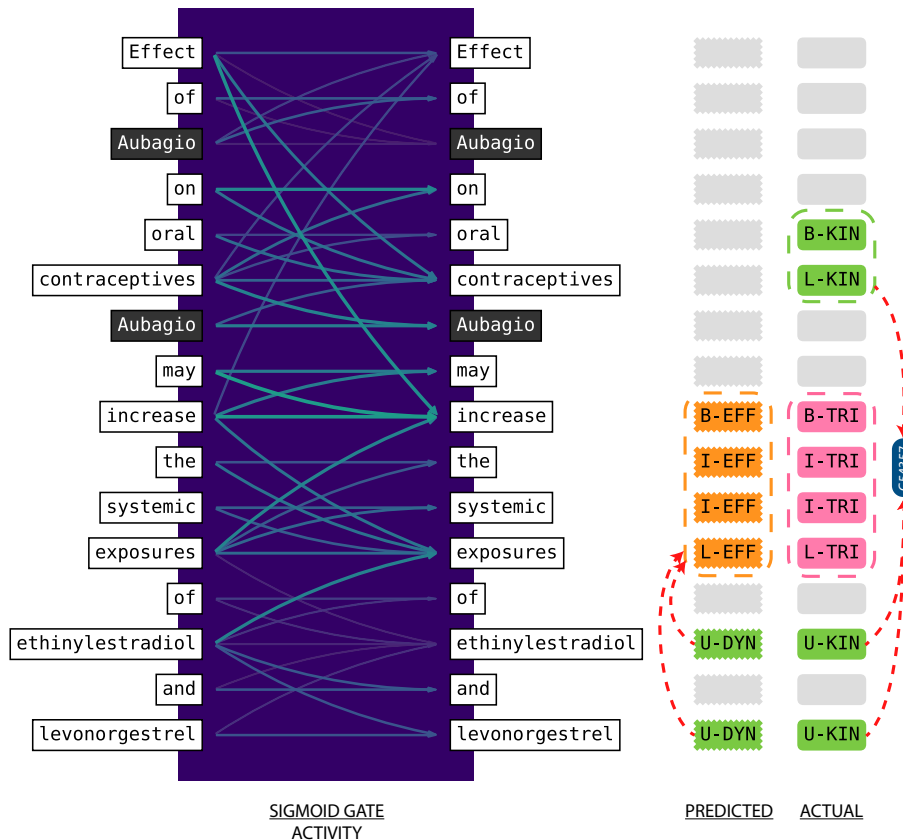 Effect Effect
of of
Aubagio Aubagio
on on
oral oral B-KIN
contraceptives contraceptives L-KIN
Aubagio Aubagio
may may
increase increase B-EFF B-TRI
the the I-EFF I-TRI
systemic systemic I-EFF I-TRI
exposures exposures L-EFF L-TRI
of of
ethinylestradiol ethinylestradiol U-DYN U-KIN
and and
levonorgestrel levonorgestrel U-DYN U-KIN
SIGMOID GATE PREDICTED ACTUAL
ACTIVITY